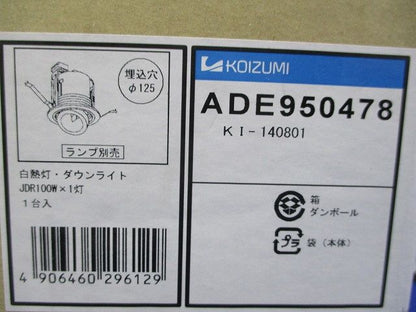 埋込穴
φ125
ランプ別売
白熱灯・ダウンライト
JDR100W×1灯
1台入
4 906460 296129
KOIZUMI
ADE950478
KI-140801
箱
ダンボール
プラ
袋（本体）